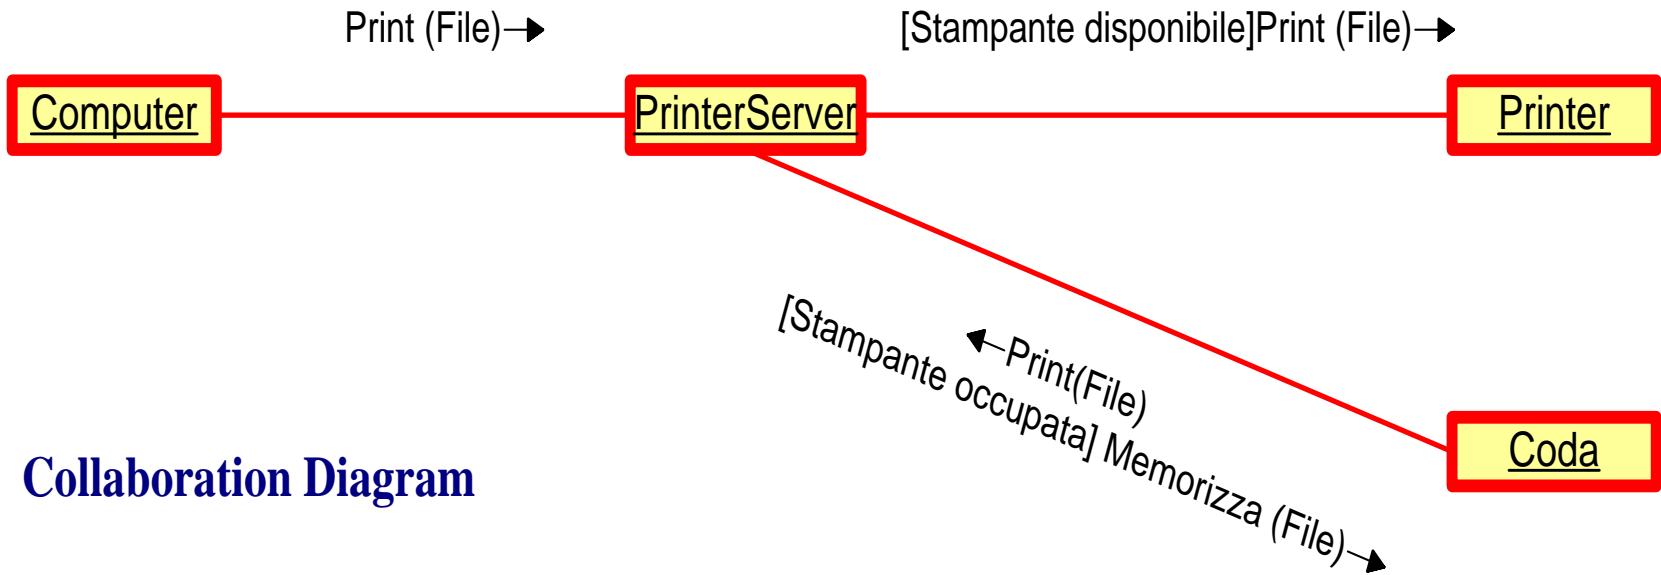 Print (File)
[Stampante disponibile]Print (File)
Computer
PrinterServer
Printer
Print(File)
[Stampante occupata] Memorizza (File)
Coda
Collaboration Diagram